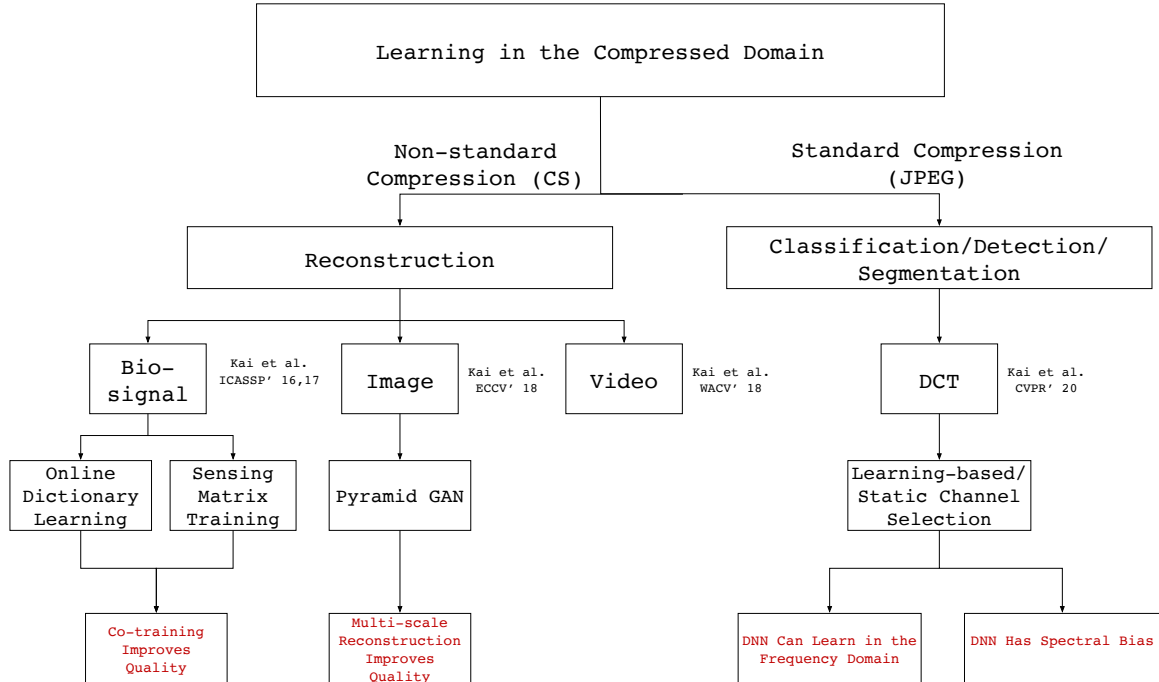 Learning in the Compressed Domain
Non-standard
Compression (CS)
Standard Compression
(JPEG)
Reconstruction
Classification/Detection/
Segmentation
Bio-
signal
Kai et al.
ICASSP’ 16,17
Image
Kai et al.
ECCV’ 18
Video
Kai et al.
WACV’ 18
DCT
Kai et al.
CVPR’ 20
Online
Dictionary
Learning
Sensing
Matrix
Training
Pyramid GAN
Learning-based/
Static Channel
Selection
Co-training
Improves
Quality
Multi-scale
Reconstruction
Improves
Quality
DNN Can Learn in the
Frequency Domain
DNN Has Spectral Bias